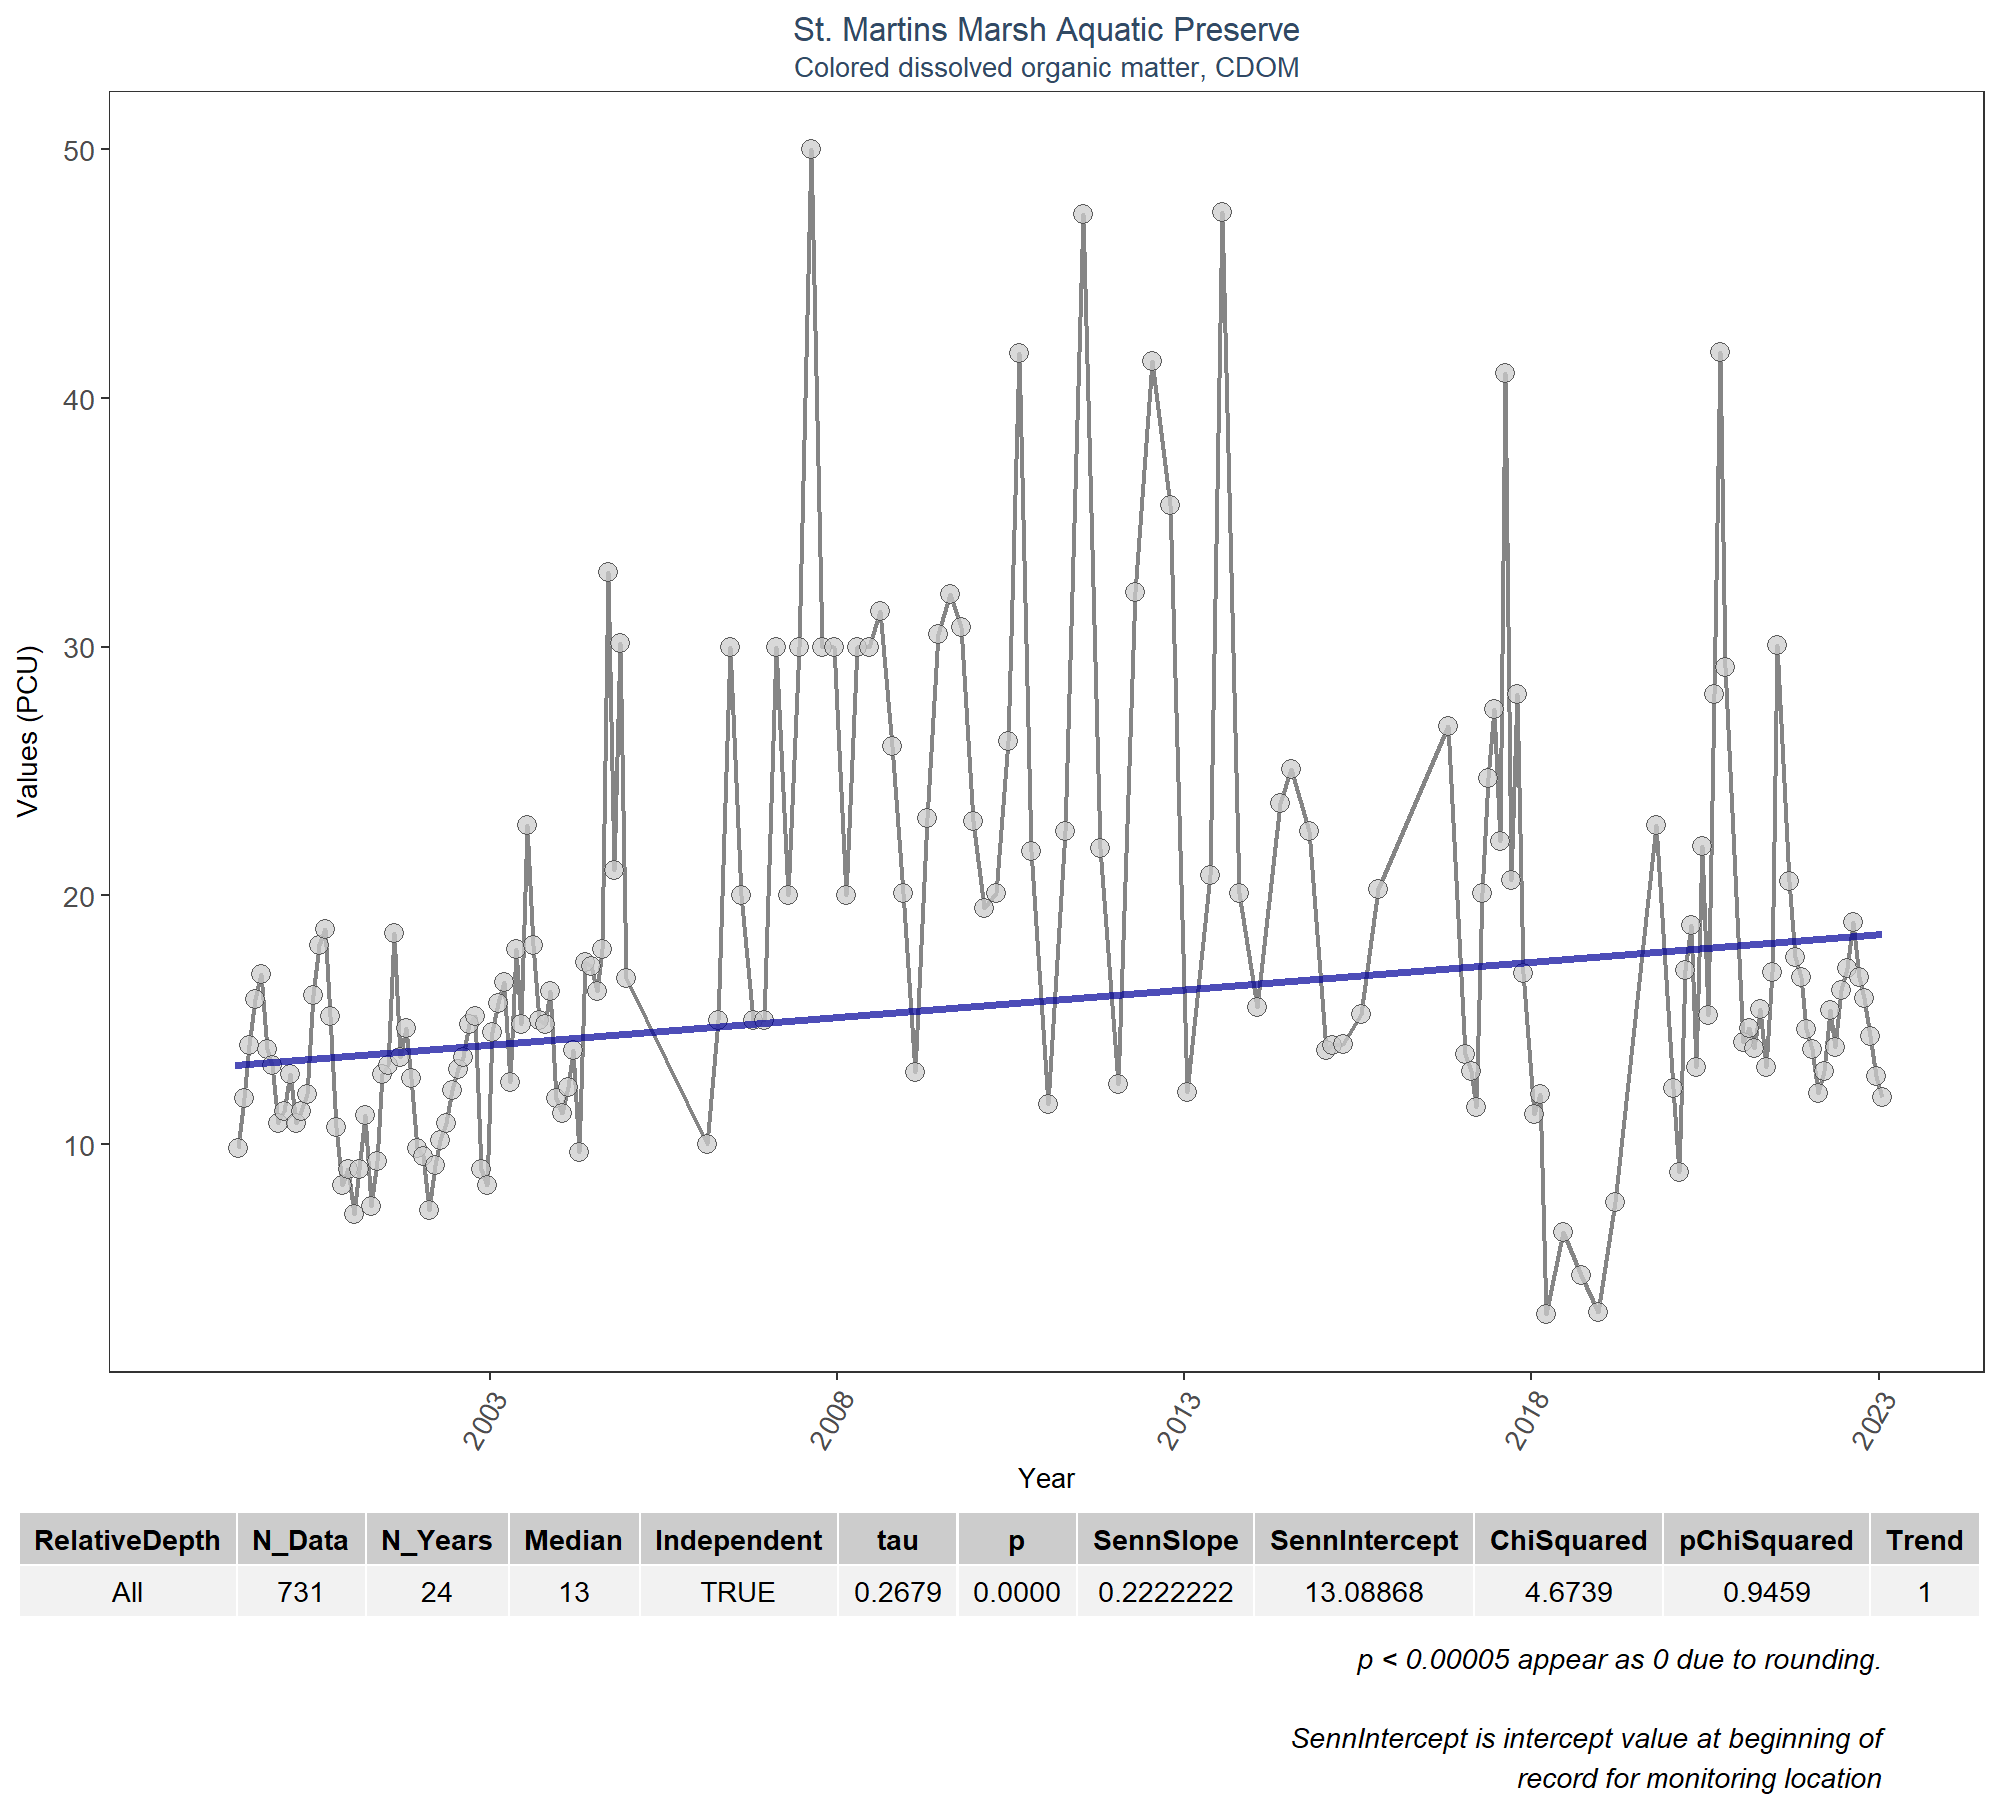 St. Martins Marsh Aquatic Preserve
Colored dissolved organic matter, CDOM
50
40
30
20
10
Values (PCU)
2003 2008 2013 2018 2023
Year
RelativeDepth N_Data N_Years Median Independent tau p SennSlope SennIntercept ChiSquared pChiSquared Trend
All 731 24 13 TRUE 0.2679 0.0000 0.2222222 13.08868 4.6739 0.9459 1
p < 0.00005 appear as 0 due to rounding.
SennIntercept is intercept value at beginning of
record for monitoring location